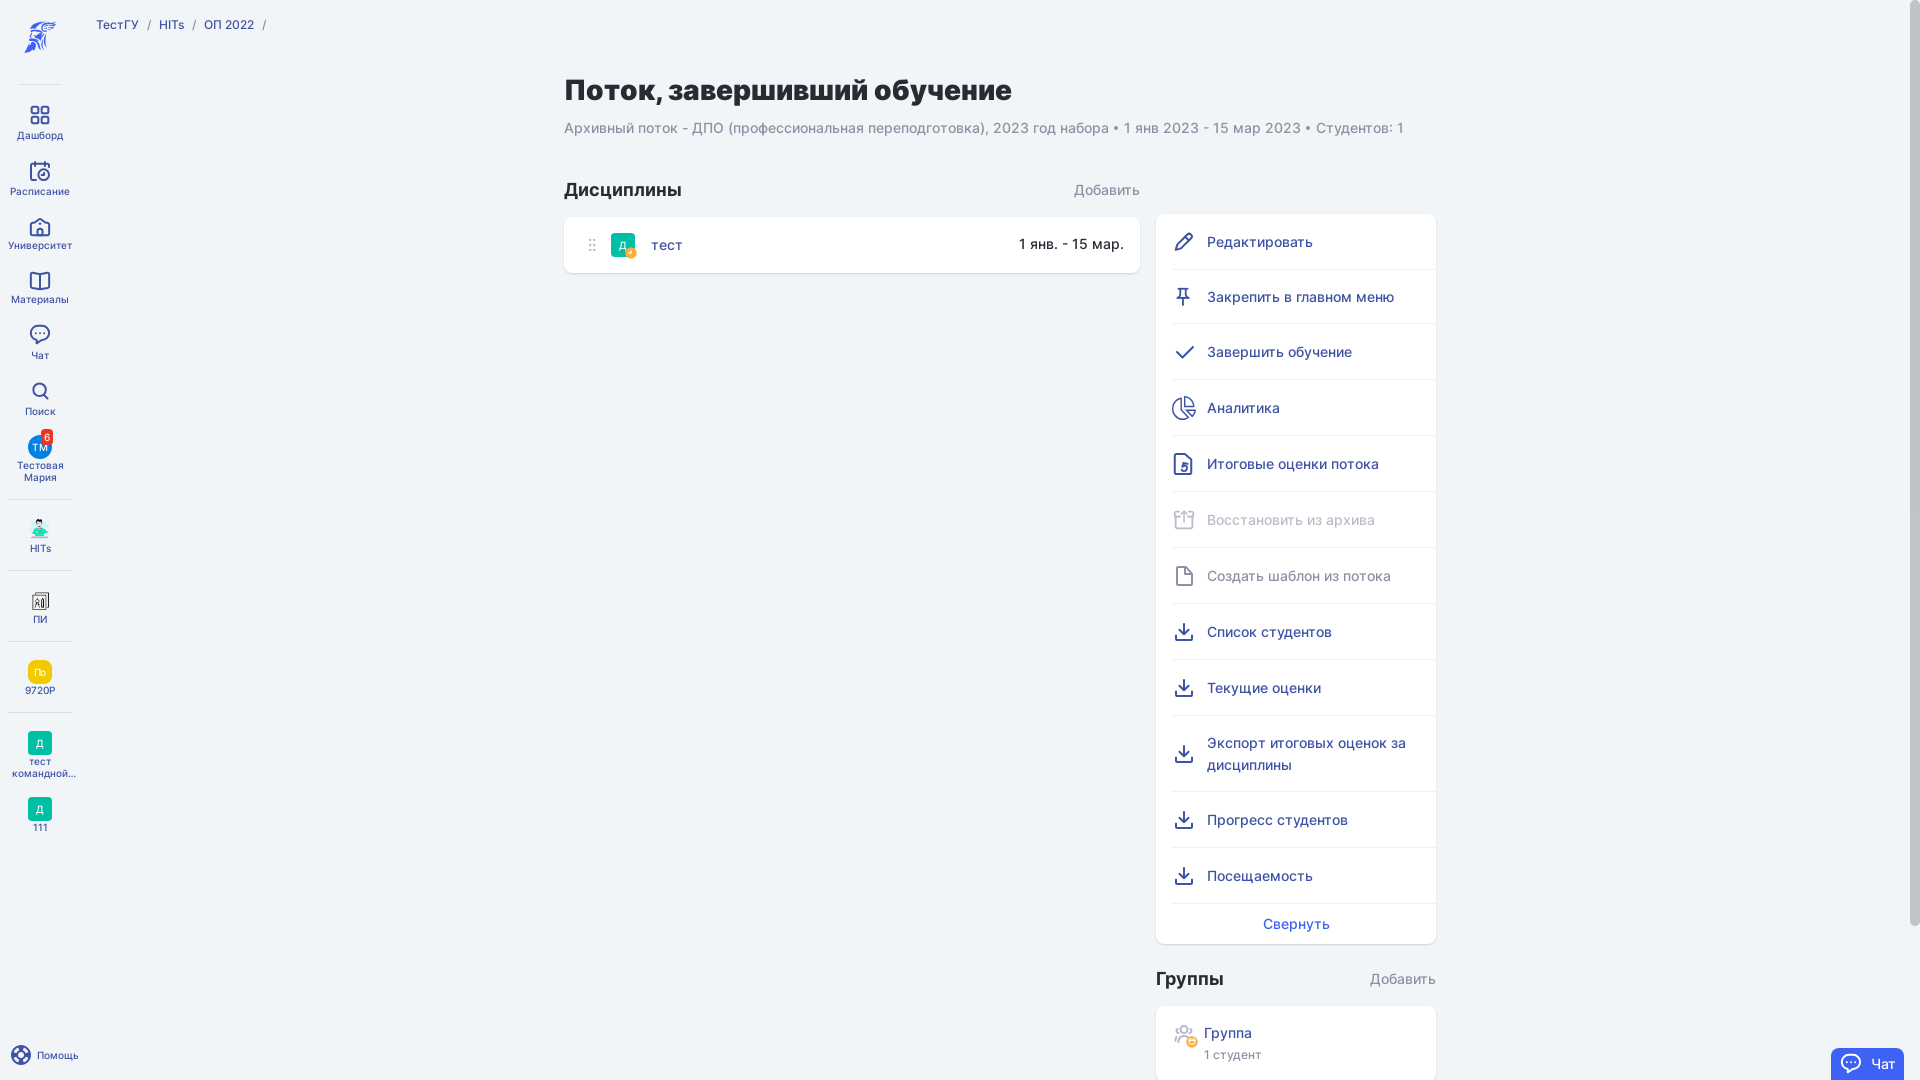 ТестГУ / HITs / ОП 2022 /
Дашборд
Расписание
Университет
Материалы
Чат
Поиск
ТМ
6
Тестовая
Мария
HITs
ПИ
По
9720Р
Д
тест
командной...
Д
111
Помощь
Поток, завершивший обучение
Архивный поток - ДПО (профессиональная переподготовка), 2023 год набора • 1 янв 2023 - 15 мар 2023 • Студентов: 1
Дисциплины
Добавить
Д
тест
1 янв. - 15 мар.
Редактировать
Закрепить в главном меню
Завершить обучение
Аналитика
5
Итоговые оценки потока
Восстановить из архива
Создать шаблон из потока
Список студентов
Текущие оценки
Экспорт итоговых оценок за
дисциплины
Прогресс студентов
Посещаемость
Свернуть
Группы
Добавить
Группа
1 студент
Чат